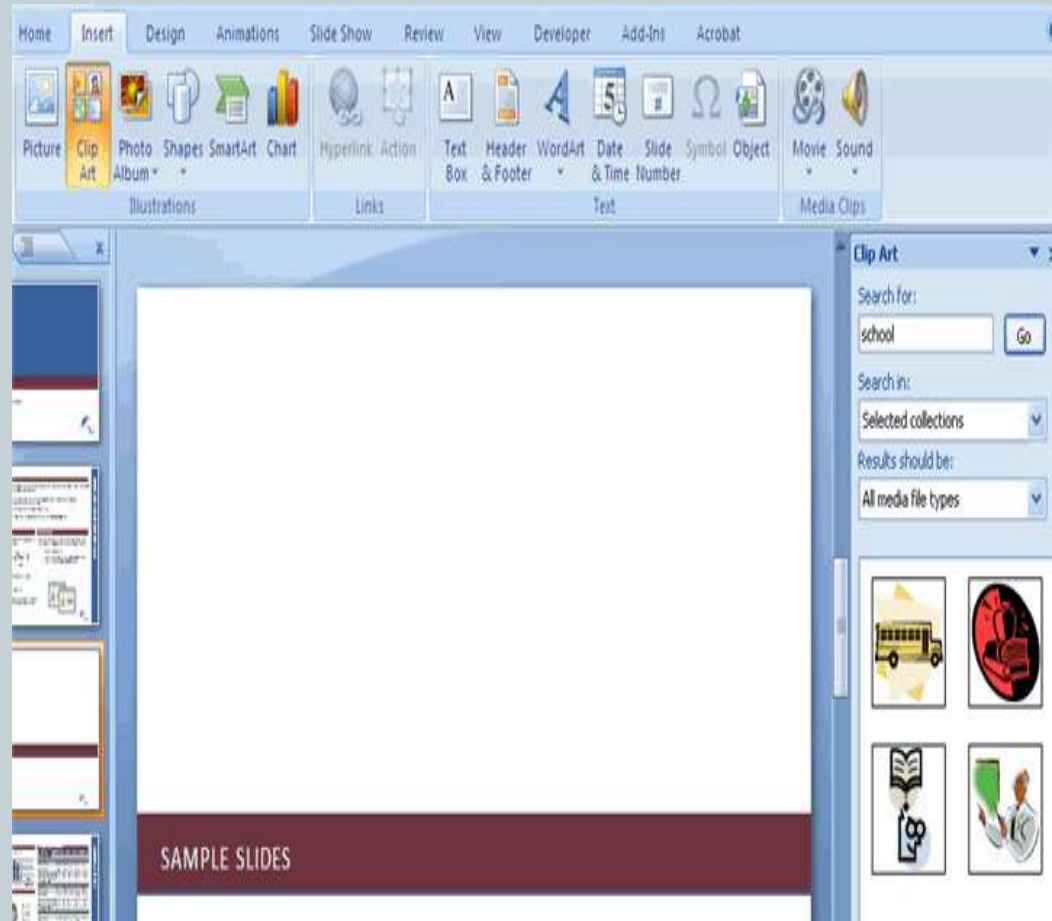 Home Insert Design Animations Slide Show Review View Developer Add-Ins Acrobat
Picture Clip Art Photo Album Shapes SmartArt Chart Hyperlink Action Text Box Header & Footer WordArt Date & Time Slide Number Symbol Object Movie Sound
Illustrations Links Text Media Clips
Clip Art
Search for:
school Go
Search in:
Selected collections
Results should be:
All media file types
SAMPLE SLIDES